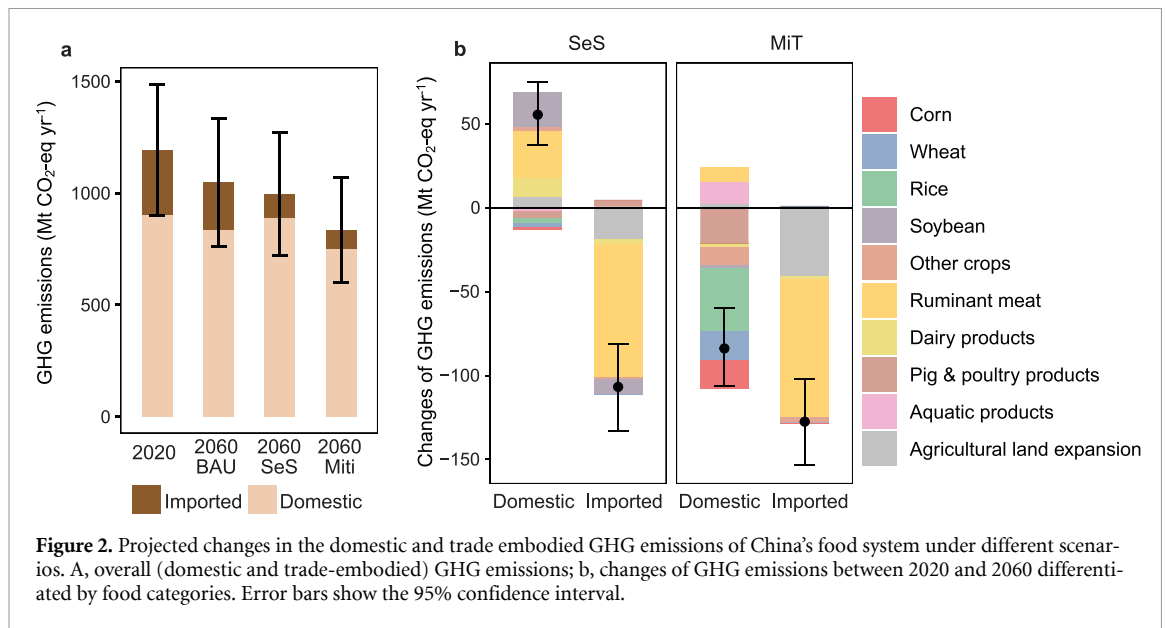 a
b
SeS
MiT
GHG emissions (Mt CO₂-eq yr⁻¹)
1500
1000
500
0
2020
2060 BAU
2060 SeS
2060 Miti
Imported
Domestic
Changes of GHG emissions (Mt CO₂-eq yr⁻¹)
50
0
−50
−100
−150
Domestic Imported
Domestic Imported
Corn
Wheat
Rice
Soybean
Other crops
Ruminant meat
Dairy products
Pig & poultry products
Aquatic products
Agricultural land expansion
Figure 2. Projected changes in the domestic and trade embodied GHG emissions of China's food system under different scenar-
ios. A, overall (domestic and trade-embodied) GHG emissions; b, changes of GHG emissions between 2020 and 2060 differenti-
ated by food categories. Error bars show the 95% confidence interval.